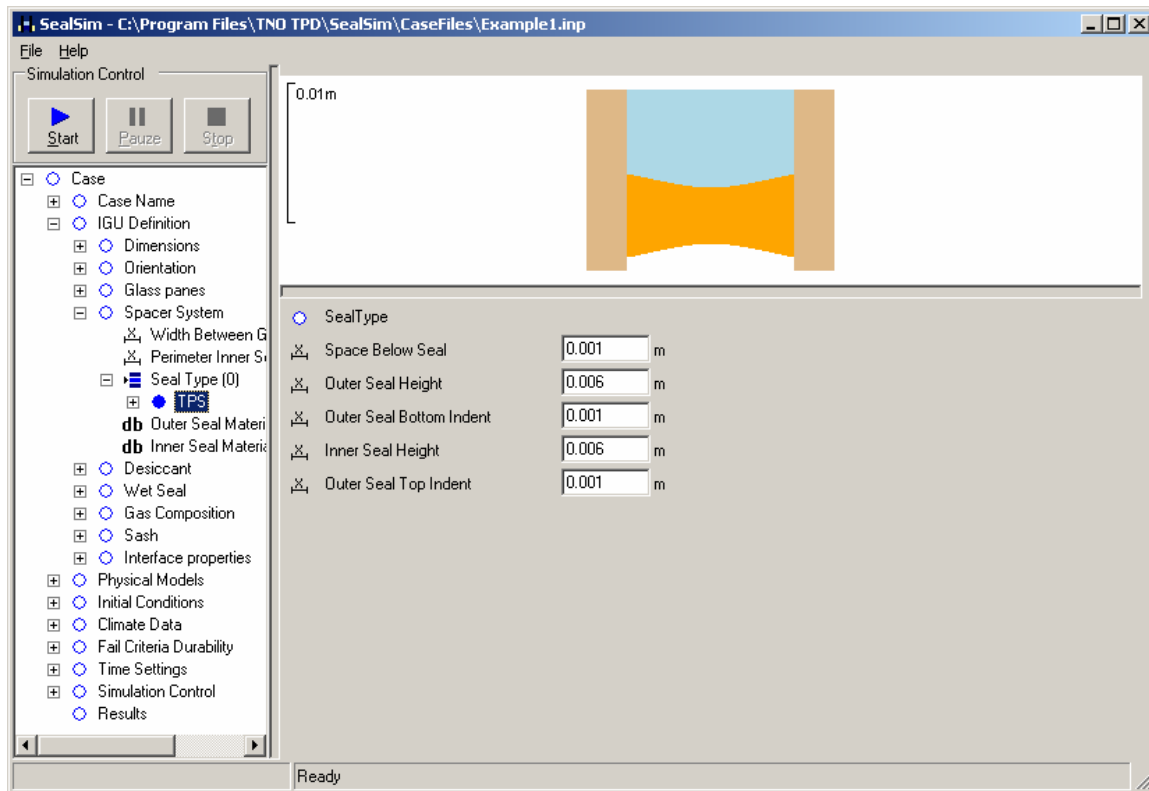 SealSim - C:\Program Files\TNO TPD\SealSim\CaseFiles\Example1.inp
File Help
Simulation Control
Start Pauze Stop
Case
Case Name
IGU Definition
Dimensions
Orientation
Glass panes
Spacer System
Width Between G
Perimeter Inner S
Seal Type (0)
TPS
db Outer Seal Materi
db Inner Seal Materia
Desiccant
Wet Seal
Gas Composition
Sash
Interface properties
Physical Models
Initial Conditions
Climate Data
Fail Criteria Durability
Time Settings
Simulation Control
Results
0.01m
SealType
X Space Below Seal 0.001 m
X Outer Seal Height 0.006 m
X Outer Seal Bottom Indent 0.001 m
X Inner Seal Height 0.006 m
X Outer Seal Top Indent 0.001 m
Ready